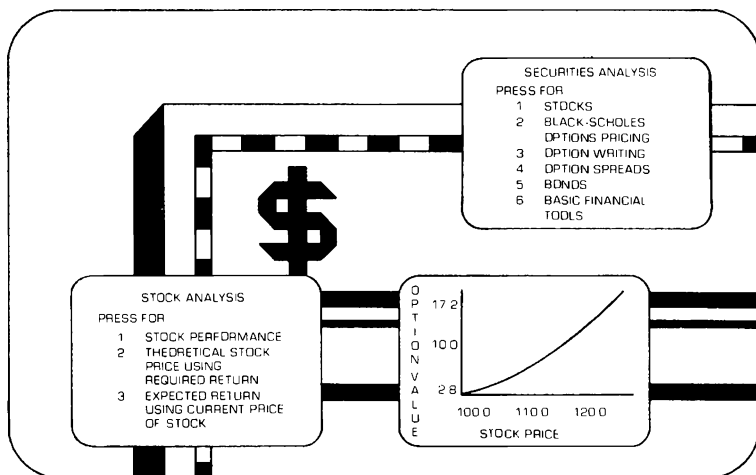 SECURITIES ANALYSIS
PRESS FOR
1 STOCKS
2 BLACK-SCHOLES
OPTIONS PRICING
3 OPTION WRITING
4 OPTION SPREADS
5 BONDS
6 BASIC FINANCIAL
TOOLS
$
STOCK ANALYSIS
PRESS FOR
1 STOCK PERFORMANCE
2 THEORETICAL STOCK
PRICE USING
REQUIRED RETURN
3 EXPECTED RETURN
USING CURRENT PRICE
OF STOCK
OPTION VALUE
17.2
10.0
2.8
100.0 110.0 120.0
STOCK PRICE